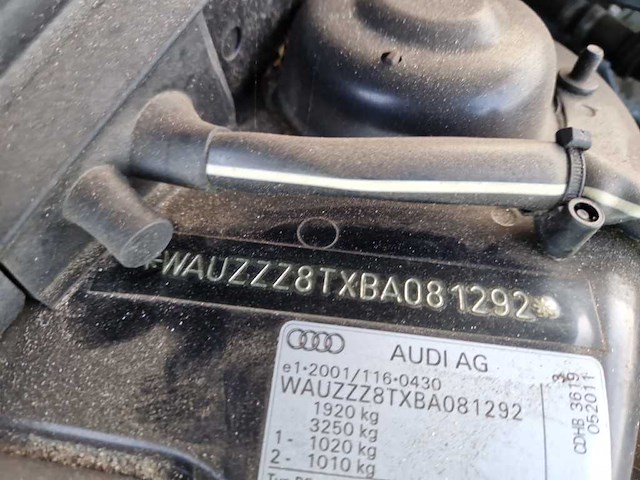 *WAUZZZ8TXBA081292*
AUDI AG
e1*2001/116*0430
WAUZZZ8TXBA081292
1920 kg
3250 kg
1- 1020 kg
2- 1010 kg
CDHB 3619
052011